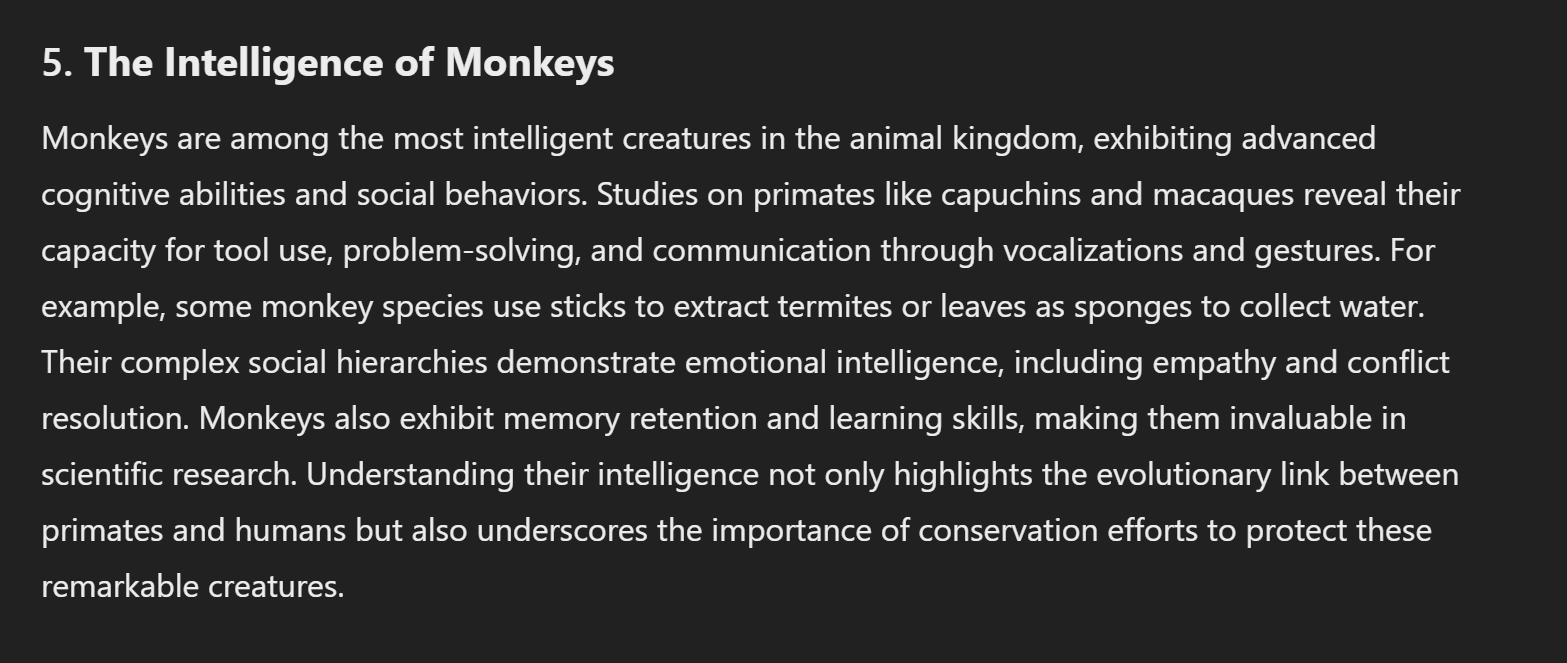 5. The Intelligence of Monkeys
Monkeys are among the most intelligent creatures in the animal kingdom, exhibiting advanced
cognitive abilities and social behaviors. Studies on primates like capuchins and macaques reveal their
capacity for tool use, problem-solving, and communication through vocalizations and gestures. For
example, some monkey species use sticks to extract termites or leaves as sponges to collect water.
Their complex social hierarchies demonstrate emotional intelligence, including empathy and conflict
resolution. Monkeys also exhibit memory retention and learning skills, making them invaluable in
scientific research. Understanding their intelligence not only highlights the evolutionary link between
primates and humans but also underscores the importance of conservation efforts to protect these
remarkable creatures.